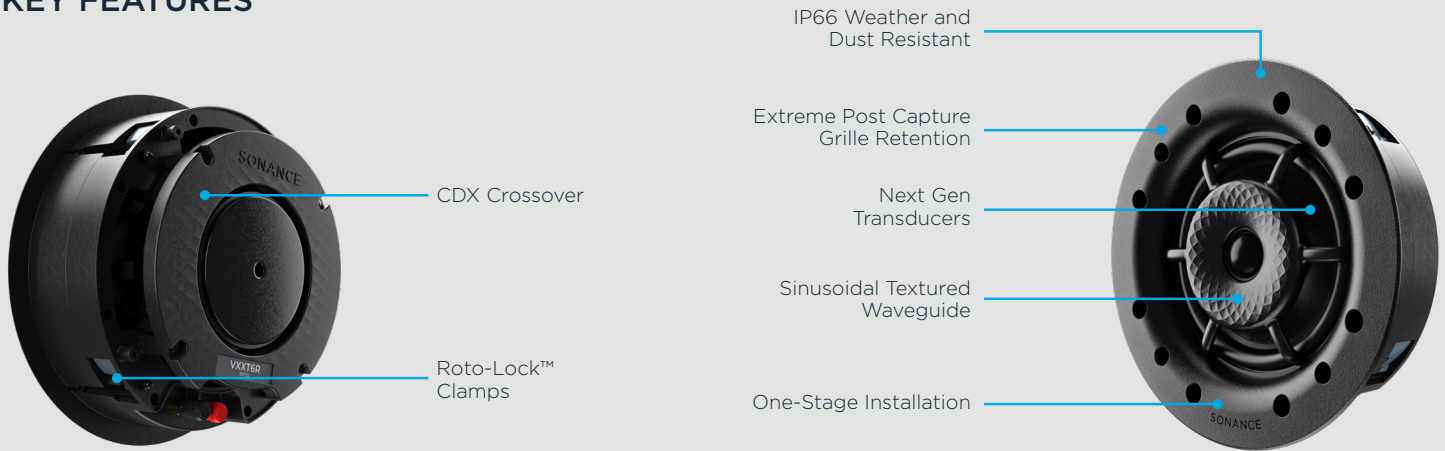 KEY FEATURES
SONANCE
VXXT6R
CDX Crossover
Roto-Lock™
Clamps
IP66 Weather and
Dust Resistant
Extreme Post Capture
Grille Retention
Next Gen
Transducers
Sinusoidal Textured
Waveguide
One-Stage Installation
SONANCE